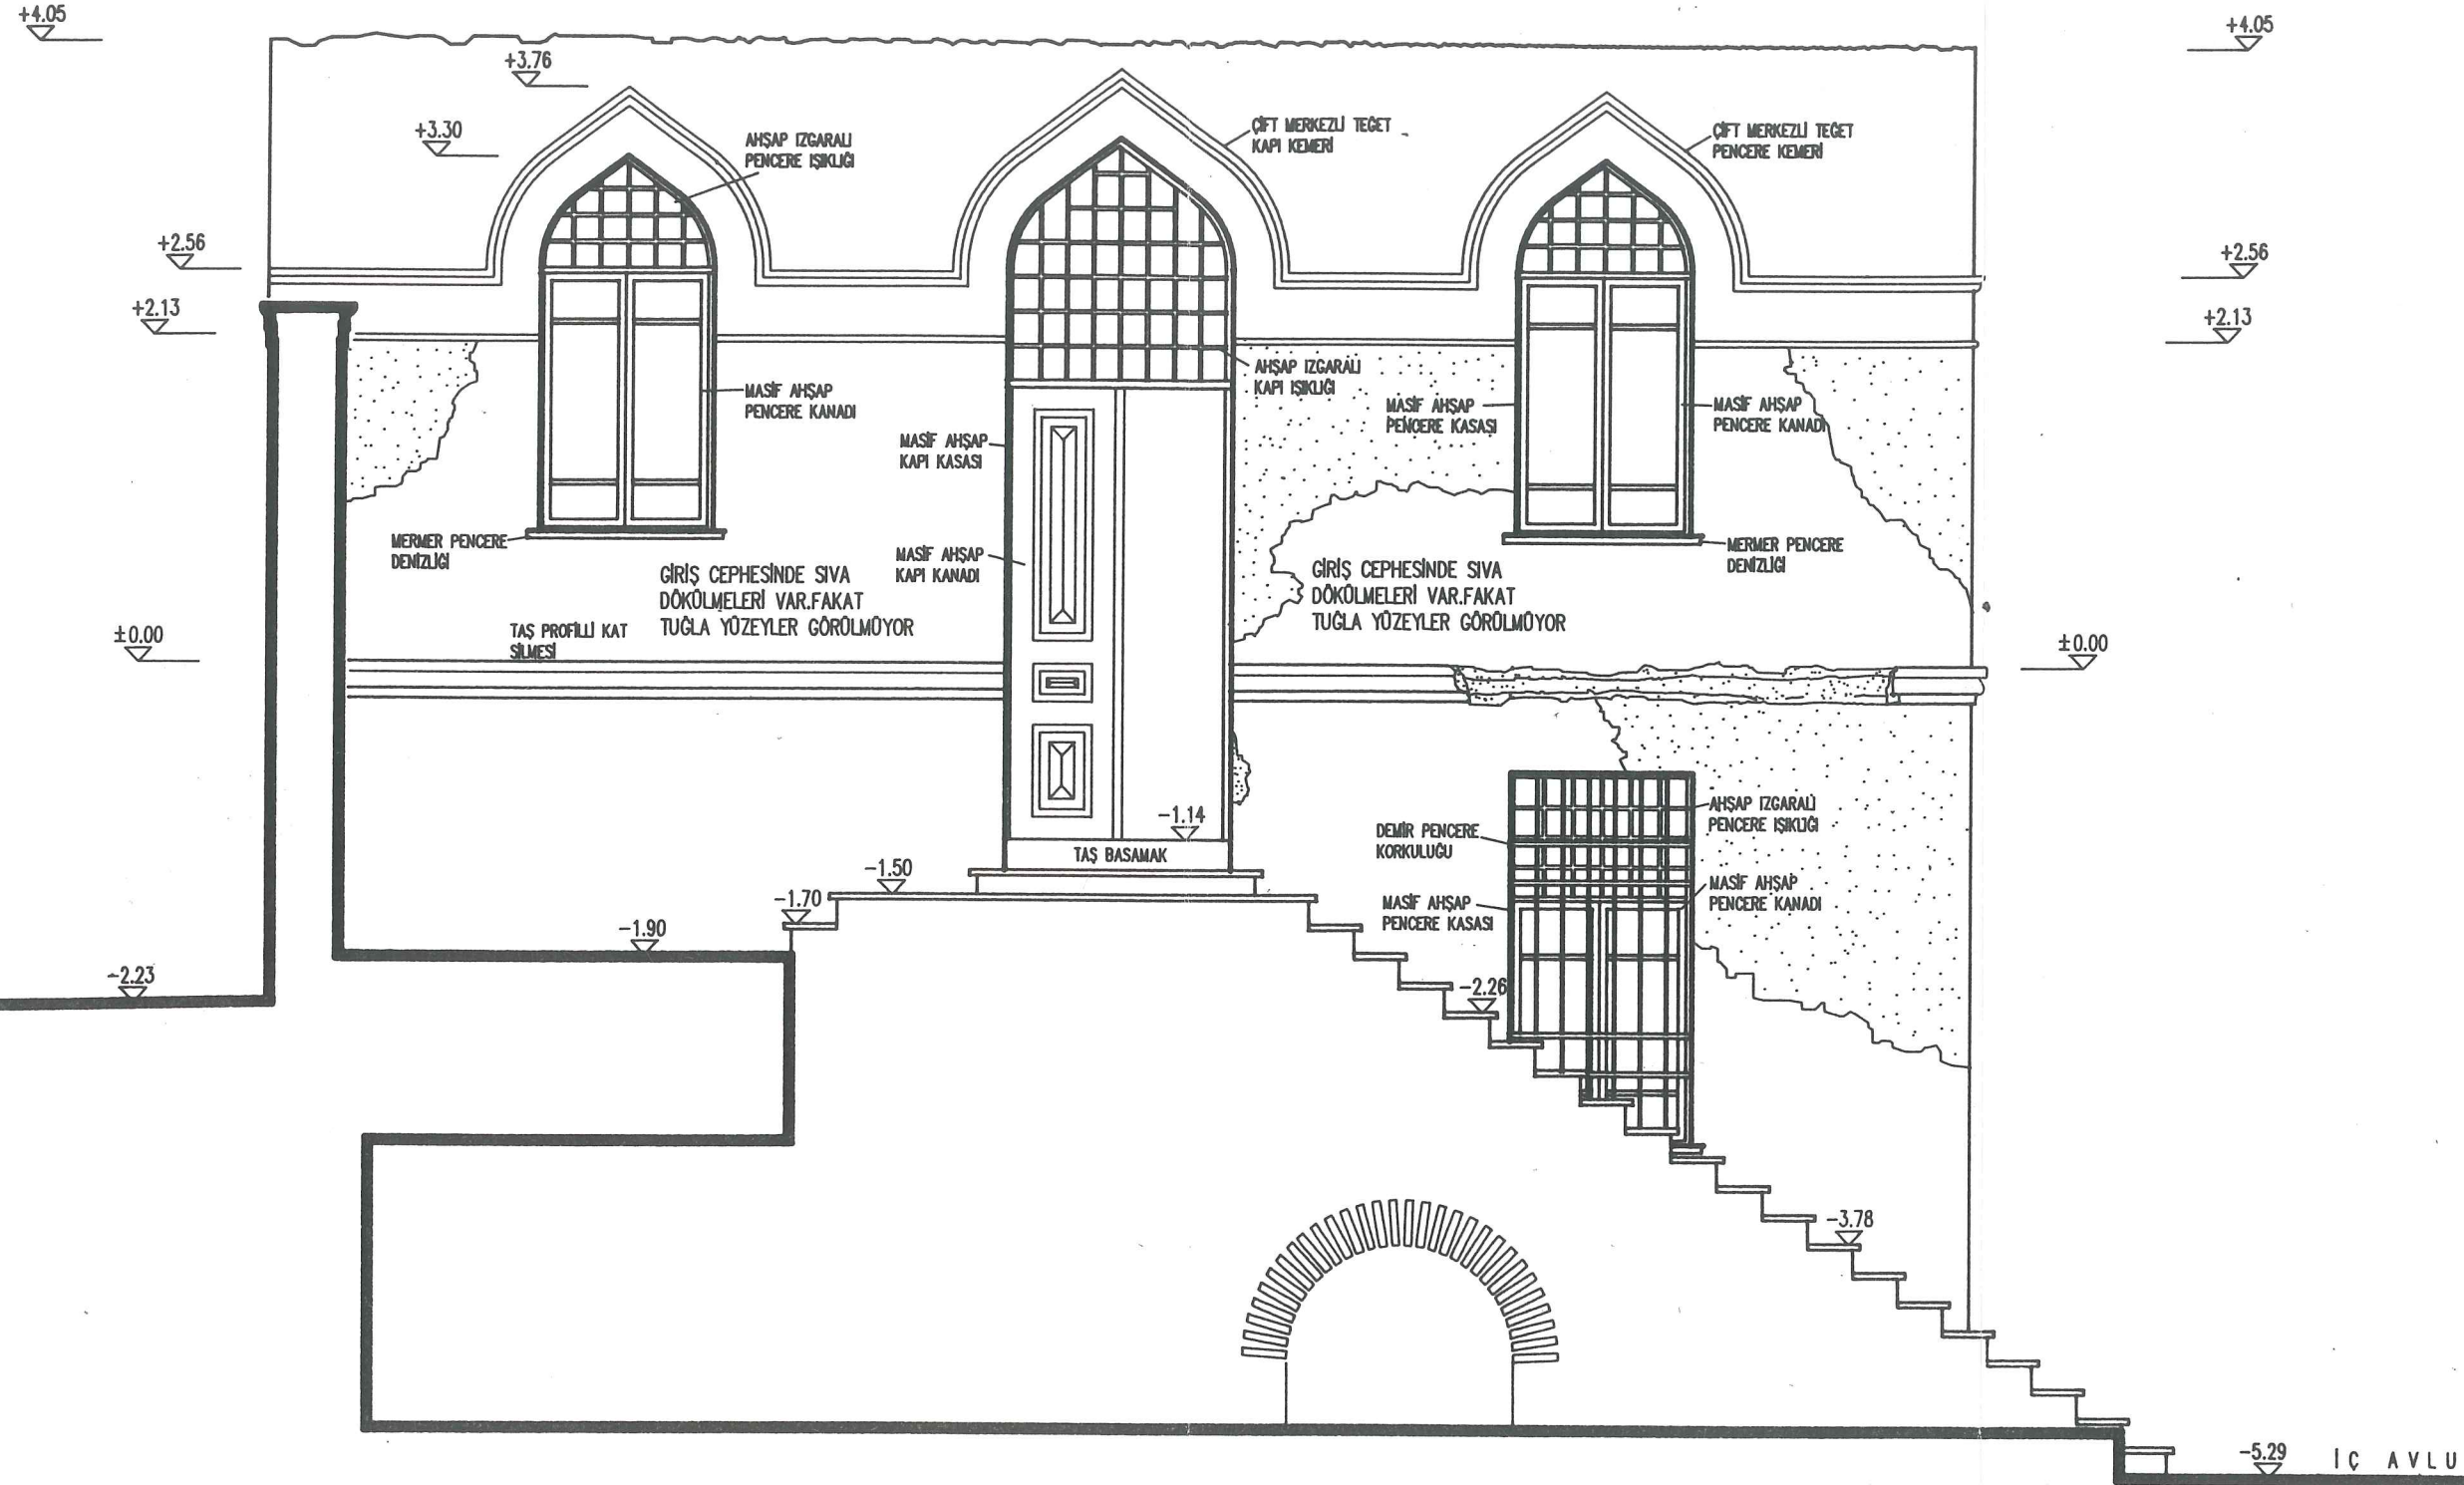 +4.05
+4.05
+3.76
+3.30
AHŞAP IZGARALI
PENCERE IŞIKLIĞI
ÇİFT MERKEZLİ TEĞET
KAPI KEMERİ
ÇİFT MERKEZLİ TEĞET
PENCERE KEMERİ
+2.56
+2.56
+2.13
+2.13
AHŞAP IZGARALI
KAPI IŞIKLIĞI
MASİF AHŞAP
PENCERE KANADI
MASİF AHŞAP
PENCERE KASASI
MASİF AHŞAP
PENCERE KANADI
MASİF AHŞAP
KAPI KASASI
MERMER PENCERE
DENİZLİĞİ
MASİF AHŞAP
KAPI KANADI
MERMER PENCERE
DENİZLİĞİ
GİRİŞ CEPHESİNDE SIVA
DÖKÜLMELERİ VAR.FAKAT
TUĞLA YÜZEYLER GÖRÜLMÜYOR
GİRİŞ CEPHESİNDE SIVA
DÖKÜLMELERİ VAR.FAKAT
TUĞLA YÜZEYLER GÖRÜLMÜYOR
±0.00
TAŞ PROFİLLİ KAT
SİLMESİ
±0.00
-1.14
TAŞ BASAMAK
AHŞAP IZGARALI
PENCERE IŞIKLIĞI
DEMİR PENCERE
KORKULUĞU
-1.50
MASİF AHŞAP
PENCERE KANADI
-1.70
MASİF AHŞAP
PENCERE KASASI
-1.90
-2.23
-2.26
-3.78
-5.29
İÇ AVLU